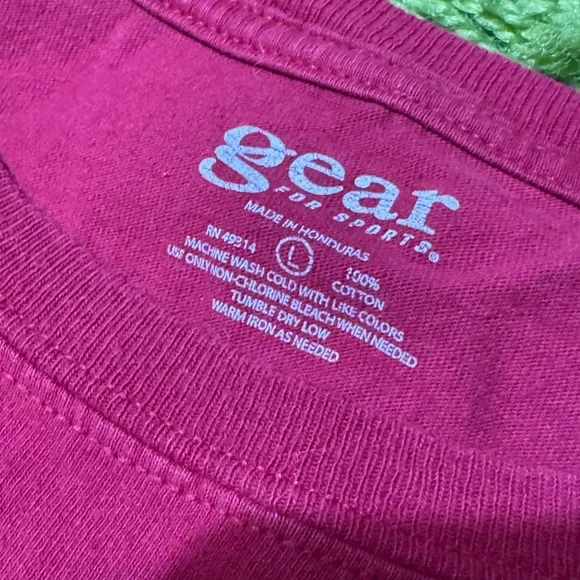 gear
FOR SPORTS®
MADE IN HONDURAS
RN 49314 L 100% COTTON
MACHINE WASH COLD WITH LIKE COLORS
USE ONLY NON-CHLORINE BLEACH WHEN NEEDED
TUMBLE DRY LOW
WARM IRON AS NEEDED